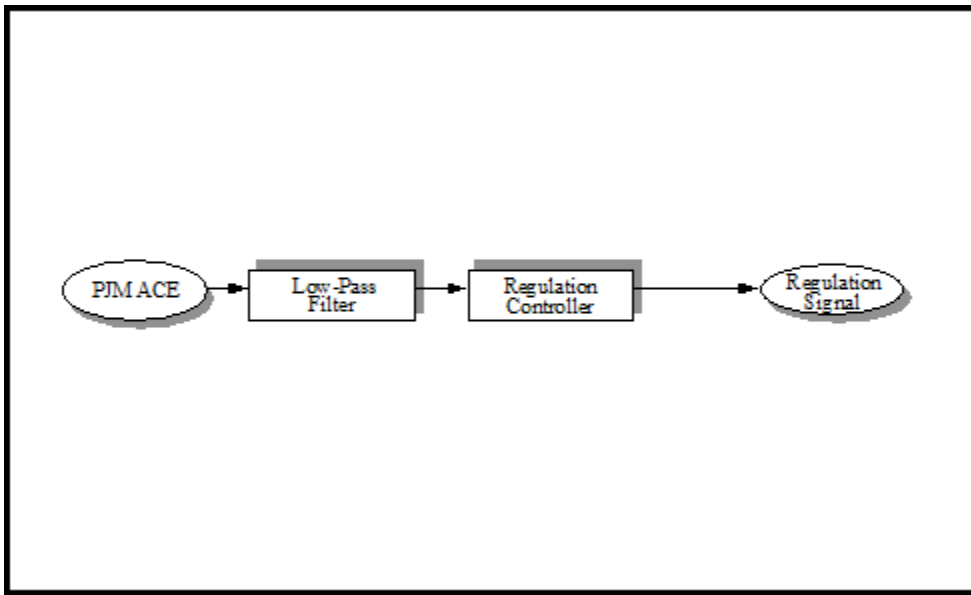 PJM ACE
Low-Pass
Filter
Regulation
Controller
Regulation
Signal